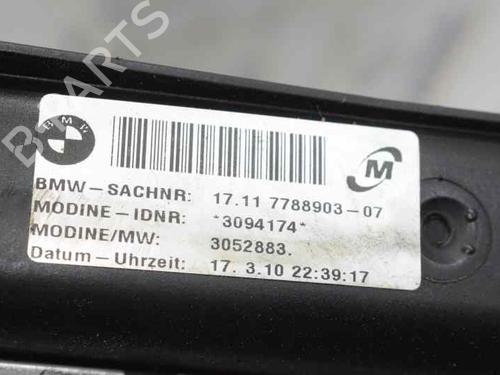 BMW
M
BMW-SACHNR: 17.11 7788903-07
MODINE-IDNR: *3094174*
MODINE/MW: 3052883.
Datum-Uhrzeit: 17. 3.10 22:39:17
B PARTS